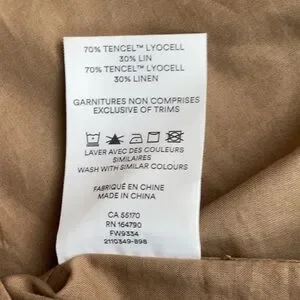 70% TENCEL™ LYOCELL
30% LIN
70% TENCEL™ LYOCELL
30% LINEN
GARNITURES NON COMPRISES
EXCLUSIVE OF TRIMS
LAVER AVEC DES COULEURS
SIMILAIRES
WASH WITH SIMILAR COLOURS
FABRIQUÉ EN CHINE
MADE IN CHINA
CA 55170
RN 164790
FW9334
2110349-898